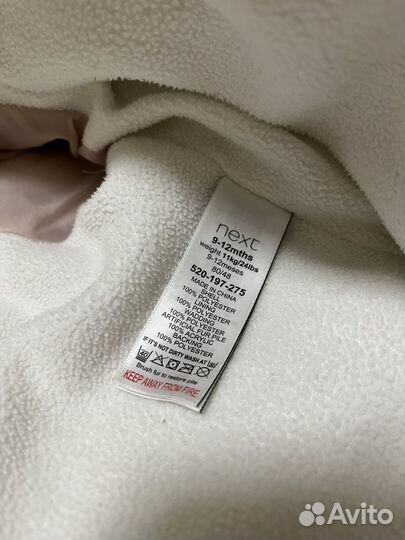 next
9-12mths
weight 11kg/24lbs
9-12meses
80/48
520-197-275
MADE IN CHINA
SHELL
100% POLYESTER
LINING
100% POLYESTER
WADDING
100% POLYESTER
ARTIFICIAL FUR PILE
100% ACRYLIC
BACKING
100% POLYESTER
IF IT'S NOT DIRTY WASH AT
Brush fur to restore pile
KEEP AWAY FROM FIRE
Avito